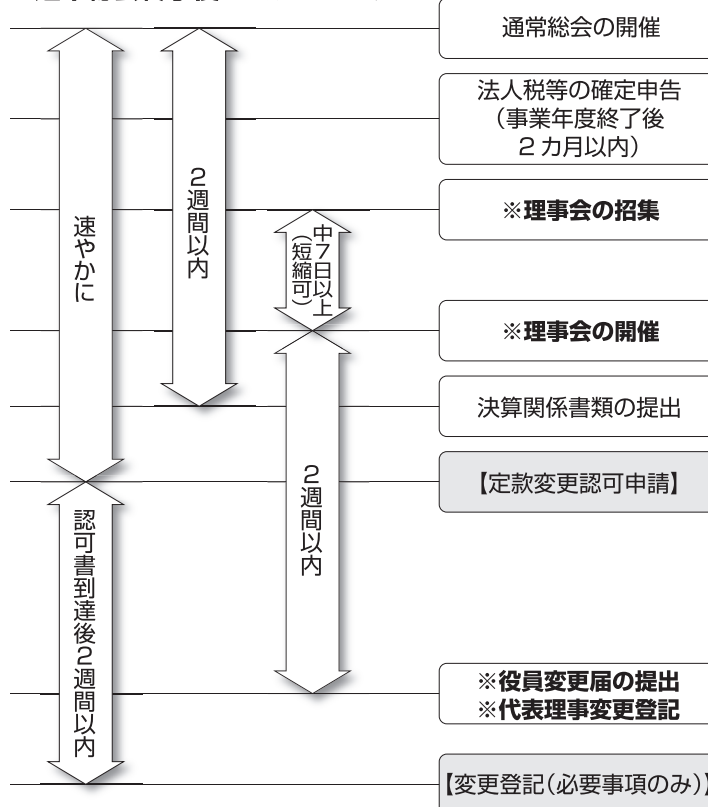 通常総会の開催
法人税等の確定申告
(事業年度終了後
2カ月以内)
※理事会の招集
※理事会の開催
決算関係書類の提出
【定款変更認可申請】
※役員変更届の提出
※代表理事変更登記
【変更登記(必要事項のみ)】
速やかに
2週間以内
中7日以上
(短縮可)
2週間以内
認可書到達後2週間以内